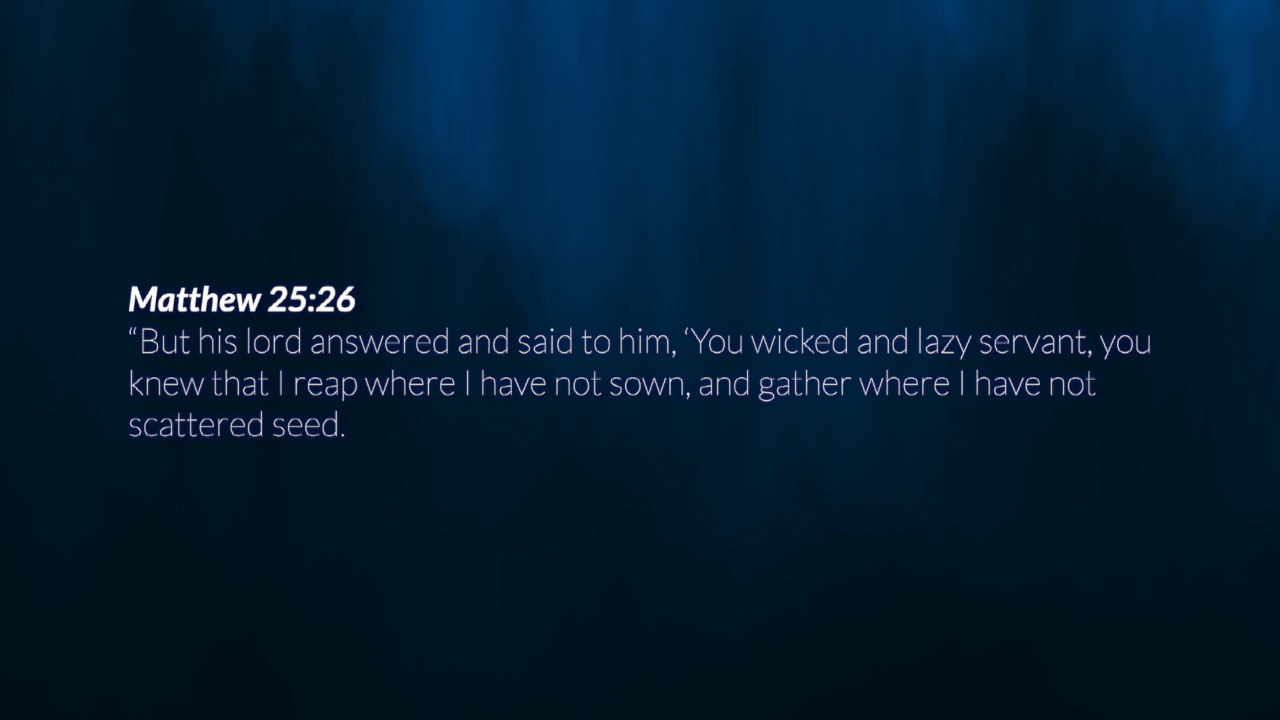 Matthew 25:26
“But his lord answered and said to him, ‘You wicked and lazy servant, you
knew that I reap where I have not sown, and gather where I have not
scattered seed.